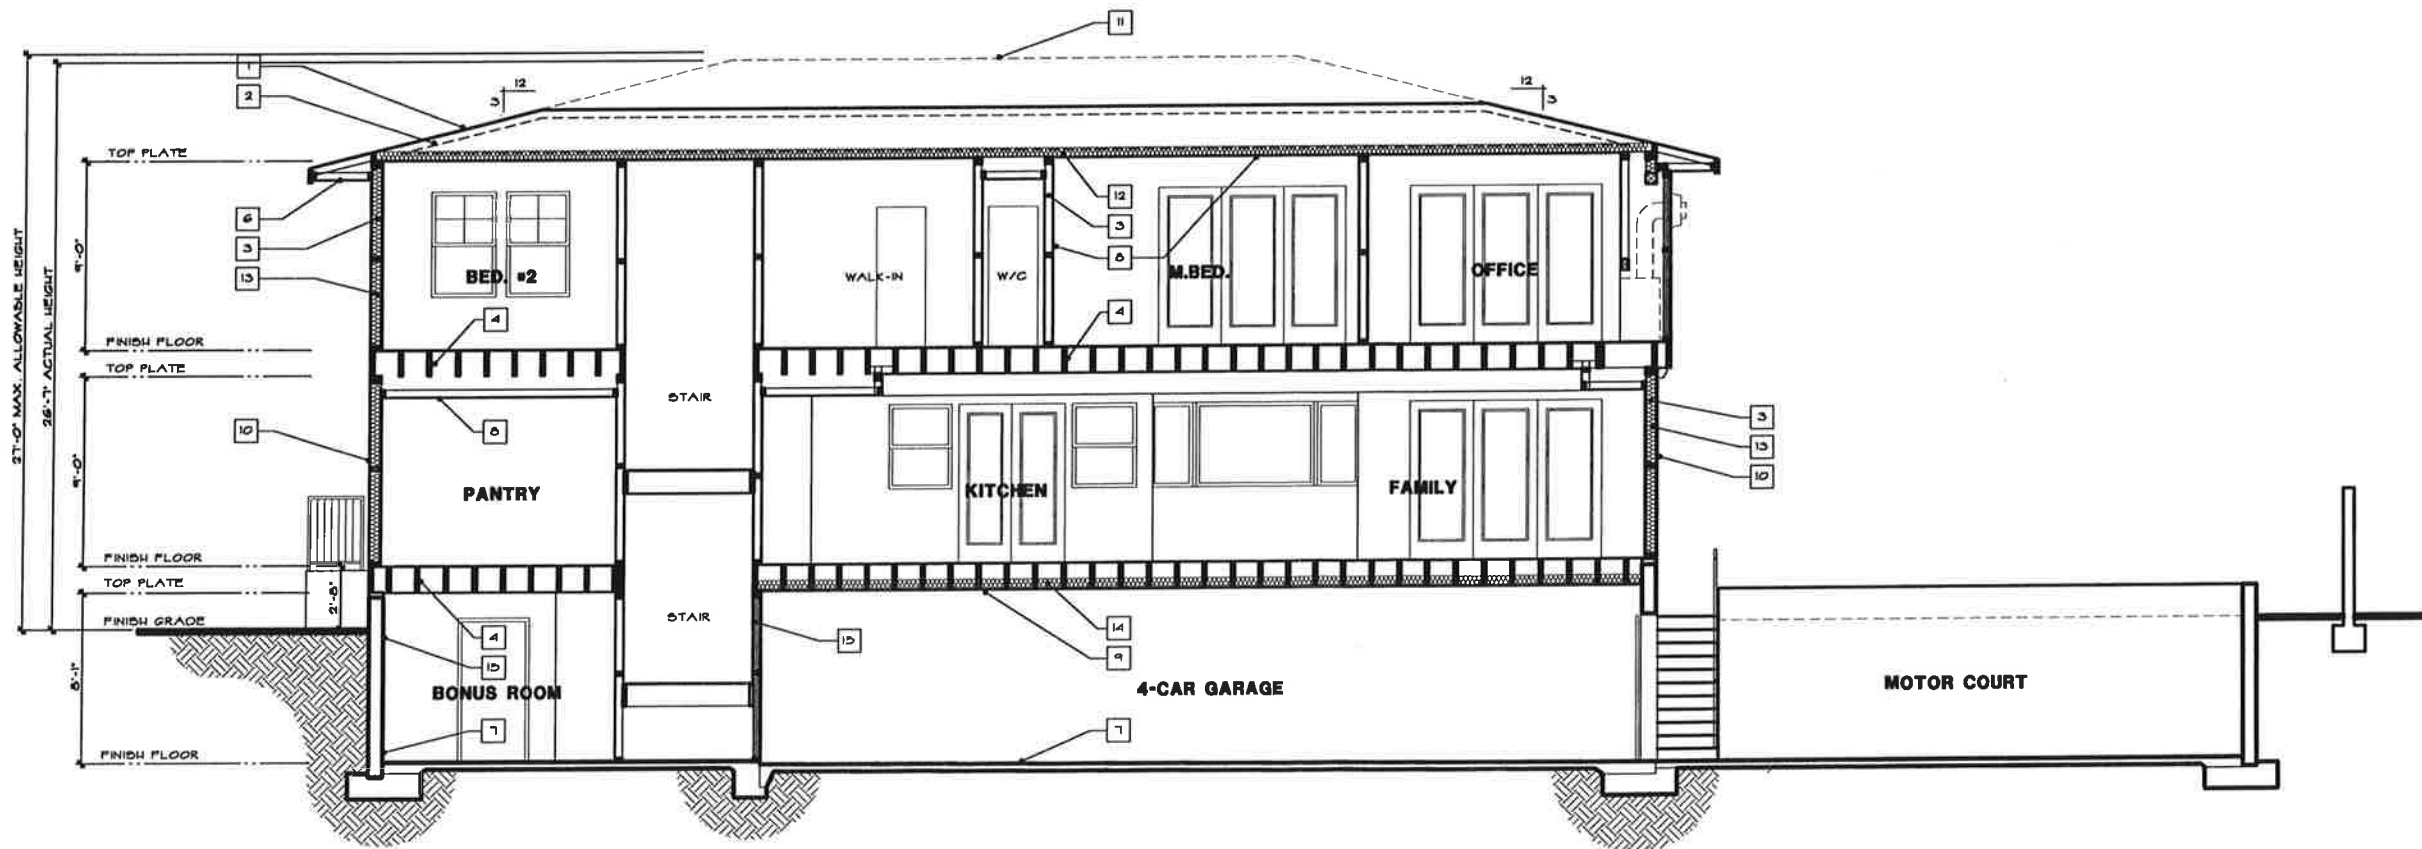 11
1
2
12
3
12
3
TOP PLATE
6
3
13
12
3
8
9'-0"
27'-0" MAX. ALLOWABLE HEIGHT
26'-7" ACTUAL HEIGHT
BED. #2
WALK-IN
W/C
M.BED.
OFFICE
4
4
FINISH FLOOR
TOP PLATE
STAIR
8
10
3
13
10
9'-0"
PANTRY
KITCHEN
FAMILY
FINISH FLOOR
TOP PLATE
2'-8"
FINISH GRADE
STAIR
4
15
15
14
9
8'-1"
BONUS ROOM
4-CAR GARAGE
MOTOR COURT
7
7
FINISH FLOOR